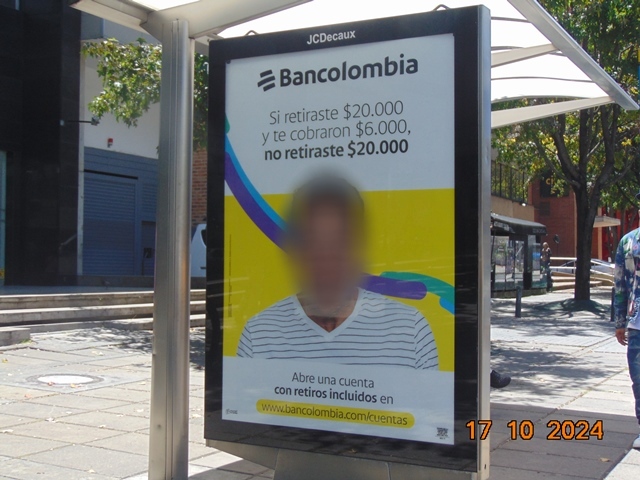 JCDecaux
Bancolombia
Si retiraste $20.000
y te cobraron $6.000,
no retiraste $20.000
Abre una cuenta
con retiros incluidos en
www.bancolombia.com/cuentas
17 10 2024